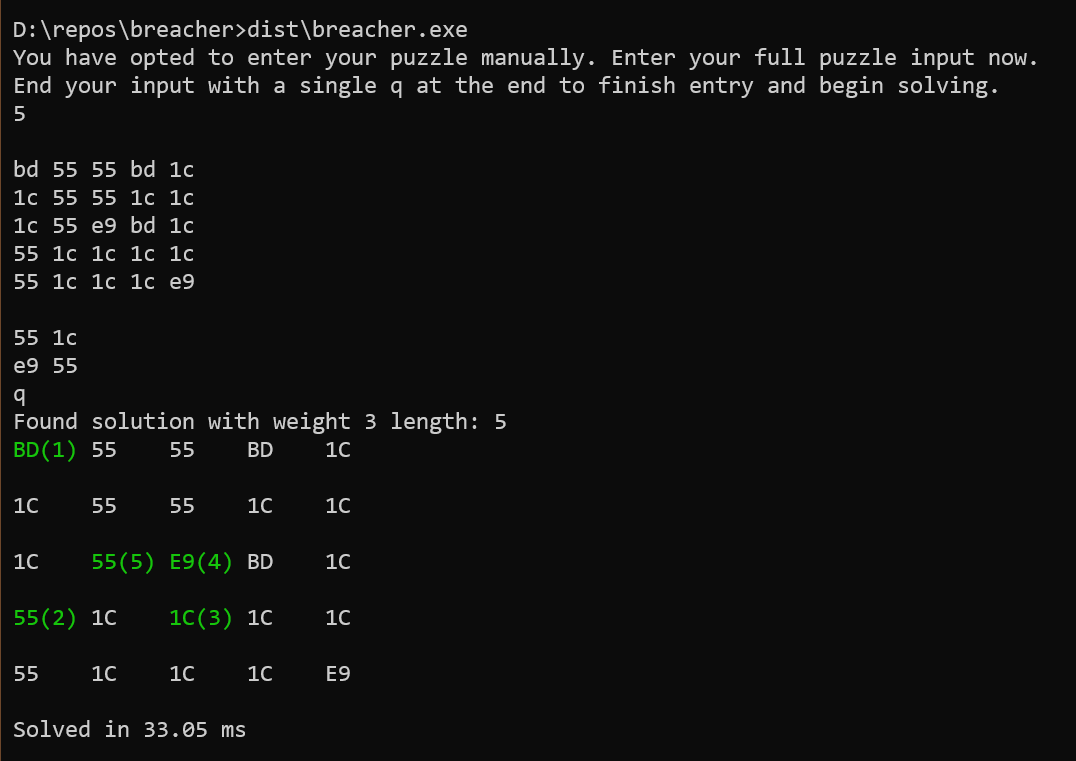 D:\repos\breacher>dist\breacher.exe
You have opted to enter your puzzle manually. Enter your full puzzle input now.
End your input with a single q at the end to finish entry and begin solving.
5
bd 55 55 bd 1c
1c 55 55 1c 1c
1c 55 e9 bd 1c
55 1c 1c 1c 1c
55 1c 1c 1c e9
55 1c
e9 55
q
Found solution with weight 3 length: 5
BD(1) 55 55 BD 1C
1C 55 55 1C 1C
1C 55(5) E9(4) BD 1C
55(2) 1C 1C(3) 1C 1C
55 1C 1C 1C E9
Solved in 33.05 ms